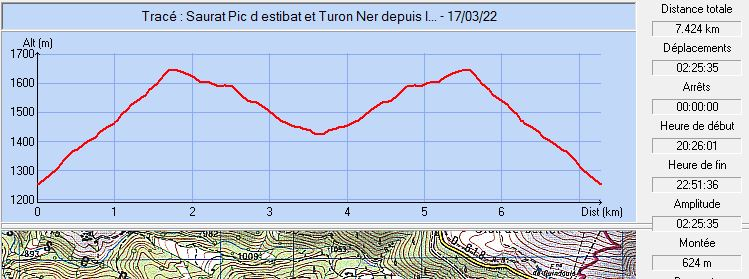 Tracé : Saurat Pic d estibat et Turon Ner depuis l... - 17/03/22
Alt (m)
1700
1600
1500
1400
1300
1200
0 1 2 3 4 5 6 Dist (km)
Distance totale
7.424 km
Déplacements
02:25:35
Arrêts
00:00:00
Heure de début
20:26:01
Heure de fin
22:51:36
Amplitude
02:25:35
Montée
624 m
892
1009